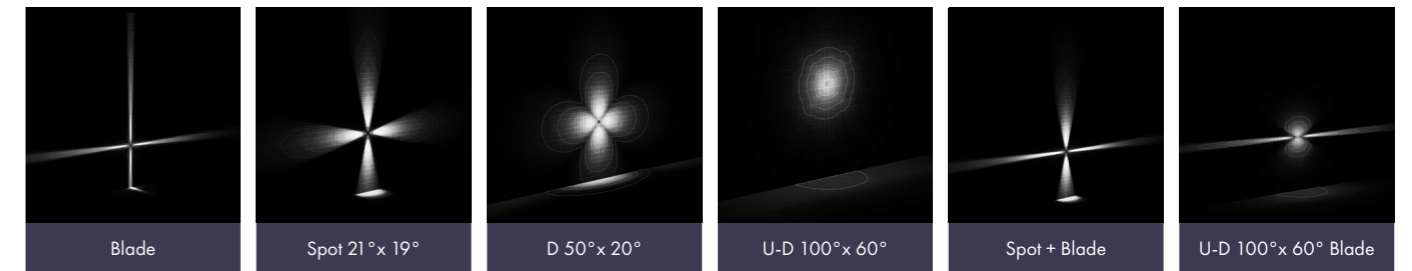 Blade
Spot 21°x 19°
D 50°x 20°
U-D 100°x 60°
Spot + Blade
U-D 100°x 60° Blade